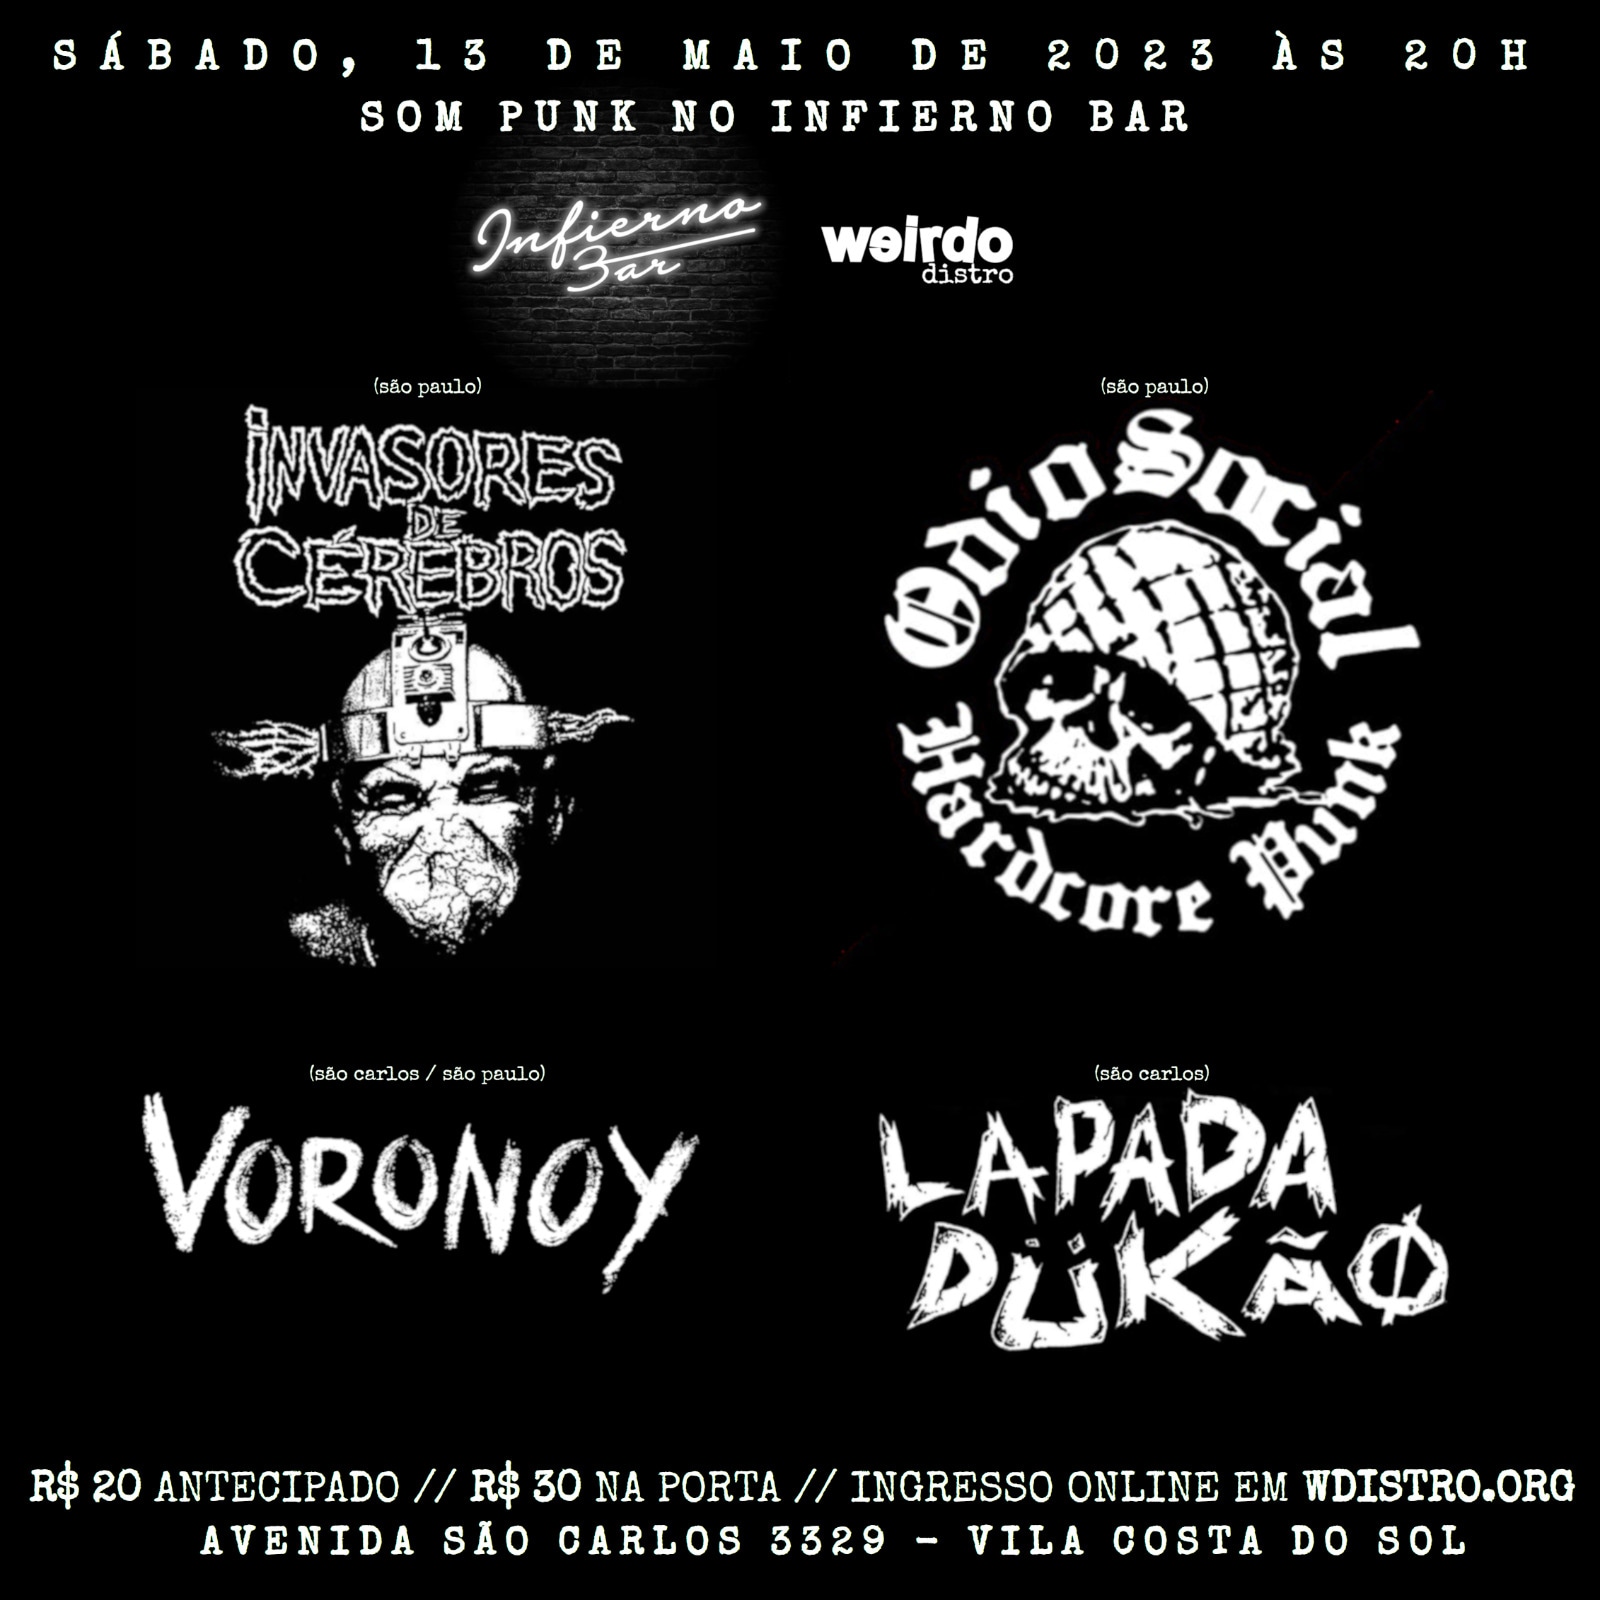 SÁBADO, 13 DE MAIO DE 2023 ÀS 20H
SOM PUNK NO INFIERNO BAR
Infierno
Bar
weirdo
distro
(são paulo)
INVASORES
DE
CÉREBROS
(são paulo)
Odio Social
Hardcore Punk
(são carlos / são paulo)
VORONOY
(são carlos)
LAPADA
DÜKÃO
R$ 20 ANTECIPADO // R$ 30 NA PORTA // INGRESSO ONLINE EM WDISTRO.ORG
AVENIDA SÃO CARLOS 3329 - VILA COSTA DO SOL